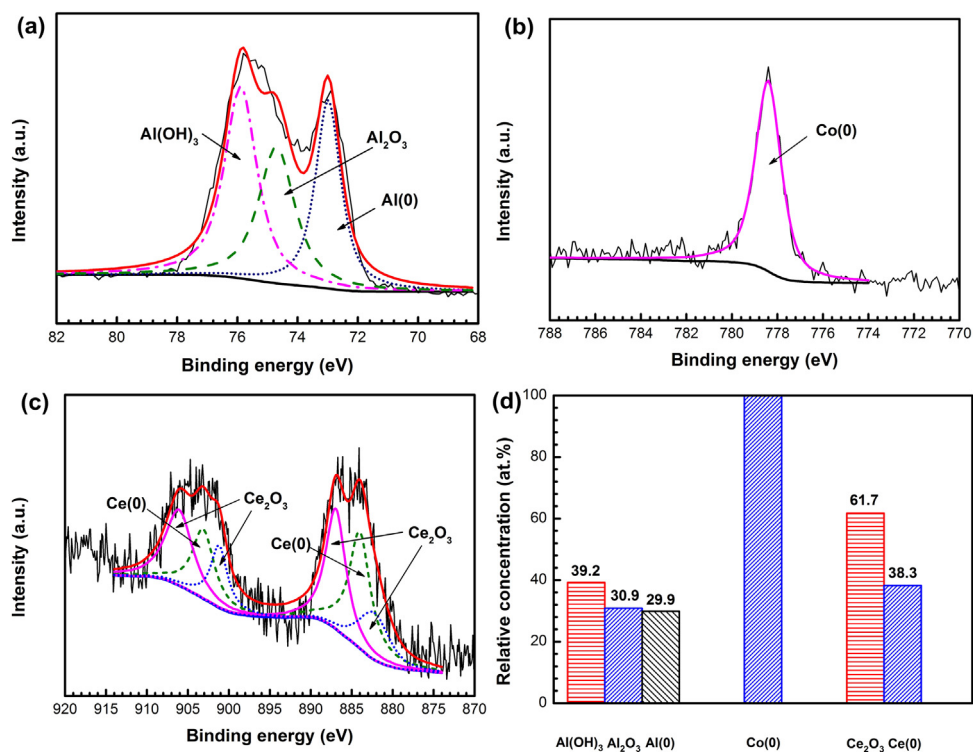 (a)
Intensity (a.u.)
Al(OH)₃
Al₂O₃
Al(0)
82 80 78 76 74 72 70 68
Binding energy (eV)
(b)
Intensity (a.u.)
Co(0)
788 786 784 782 780 778 776 774 772 770
Binding energy (eV)
(c)
Intensity (a.u.)
Ce(0)
Ce₂O₃
Ce(0)
Ce₂O₃
920 915 910 905 900 895 890 885 880 875 870
Binding energy (eV)
(d)
Relative concentration (at.%)
100
80
60
40
20
0
39.2
30.9
29.9
61.7
38.3
Al(OH)₃ Al₂O₃ Al(0) Co(0) Ce₂O₃ Ce(0)